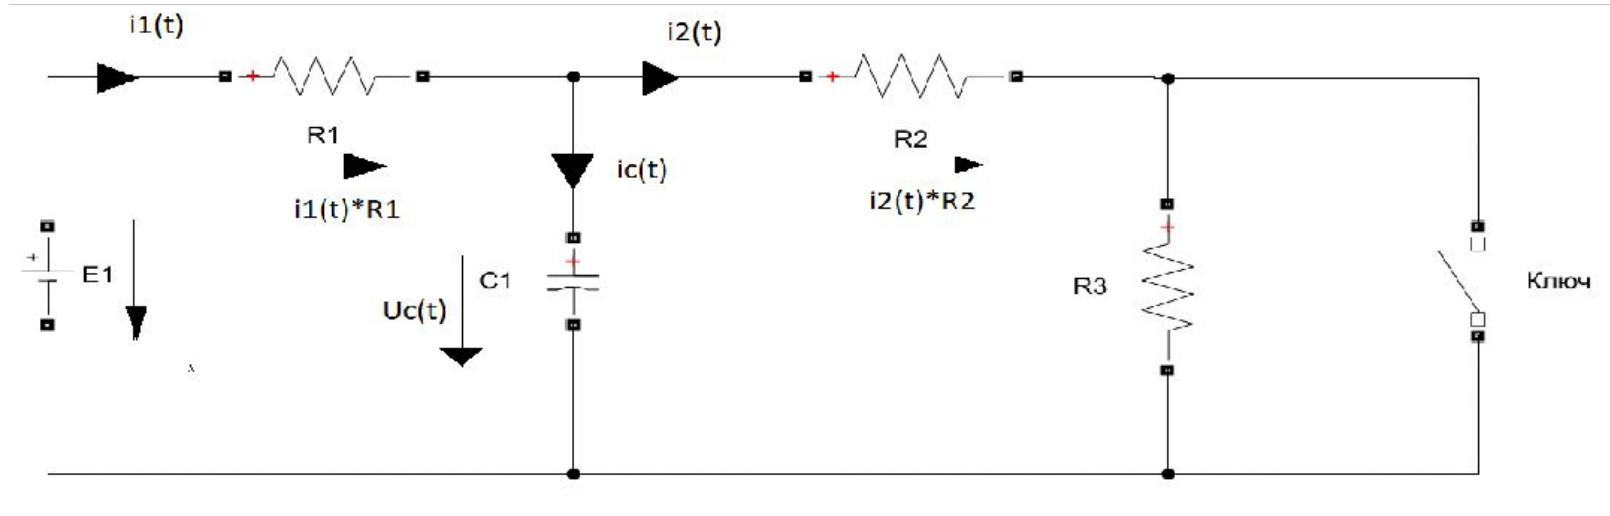 i1(t)
i2(t)
R1
R2
ic(t)
i1(t)*R1
i2(t)*R2
E1
C1
R3
Ключ
Uc(t)